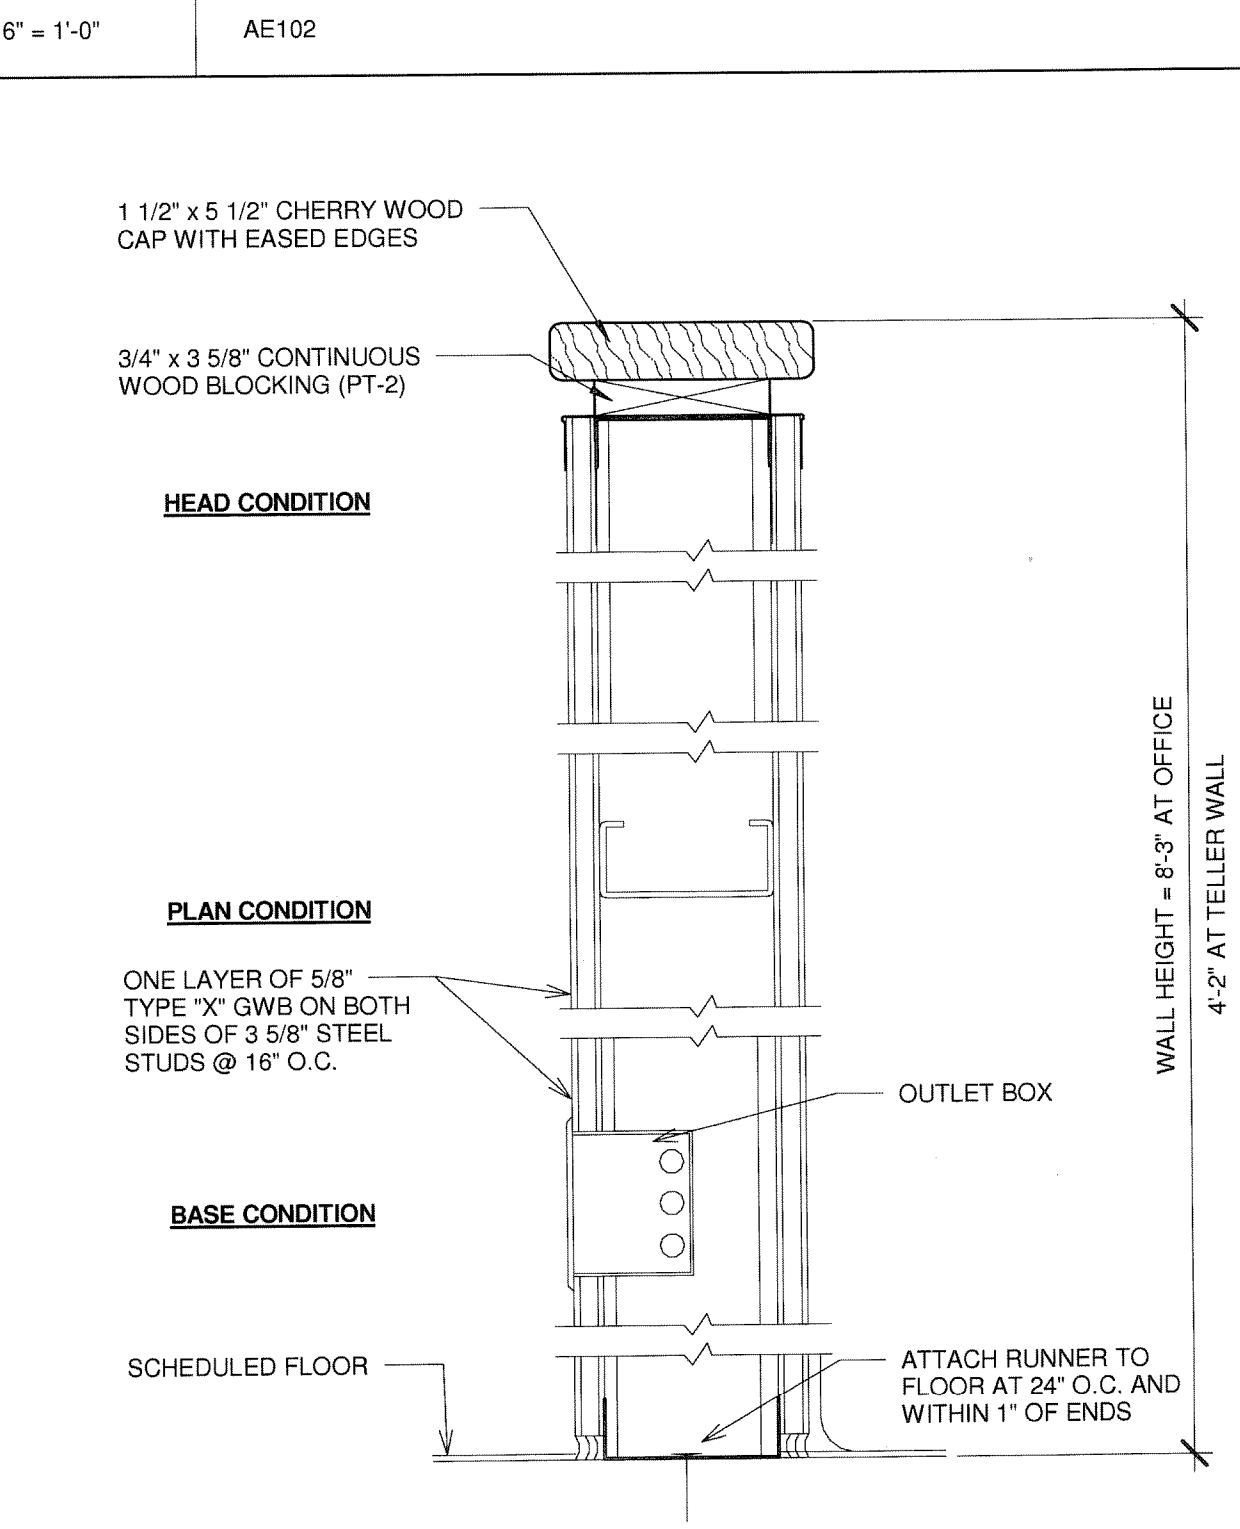 6" = 1'-0"
AE102
1 1/2" x 5 1/2" CHERRY WOOD
CAP WITH EASED EDGES
3/4" x 3 5/8" CONTINUOUS
WOOD BLOCKING (PT-2)
HEAD CONDITION
WALL HEIGHT = 8'-3" AT OFFICE
4'-2" AT TELLER WALL
PLAN CONDITION
ONE LAYER OF 5/8"
TYPE "X" GWB ON BOTH
SIDES OF 3 5/8" STEEL
STUDS @ 16" O.C.
OUTLET BOX
BASE CONDITION
SCHEDULED FLOOR
ATTACH RUNNER TO
FLOOR AT 24" O.C. AND
WITHIN 1" OF ENDS